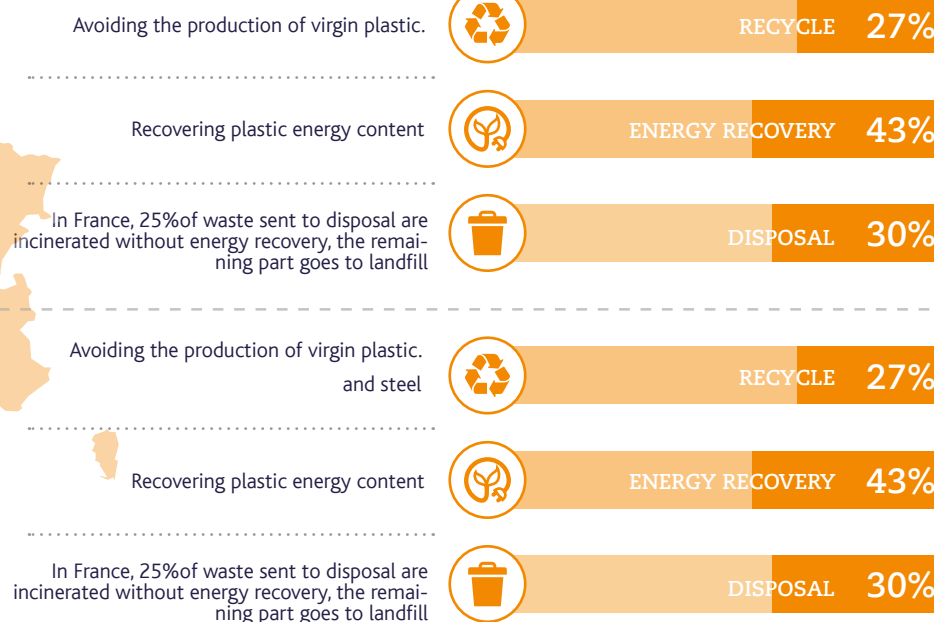 Avoiding the production of virgin plastic.
RECYCLE 27%
Recovering plastic energy content
ENERGY RECOVERY 43%
In France, 25%of waste sent to disposal are
incinerated without energy recovery, the remai-
ning part goes to landfill
DISPOSAL 30%
Avoiding the production of virgin plastic.
and steel
RECYCLE 27%
Recovering plastic energy content
ENERGY RECOVERY 43%
In France, 25%of waste sent to disposal are
incinerated without energy recovery, the remai-
ning part goes to landfill
DISPOSAL 30%